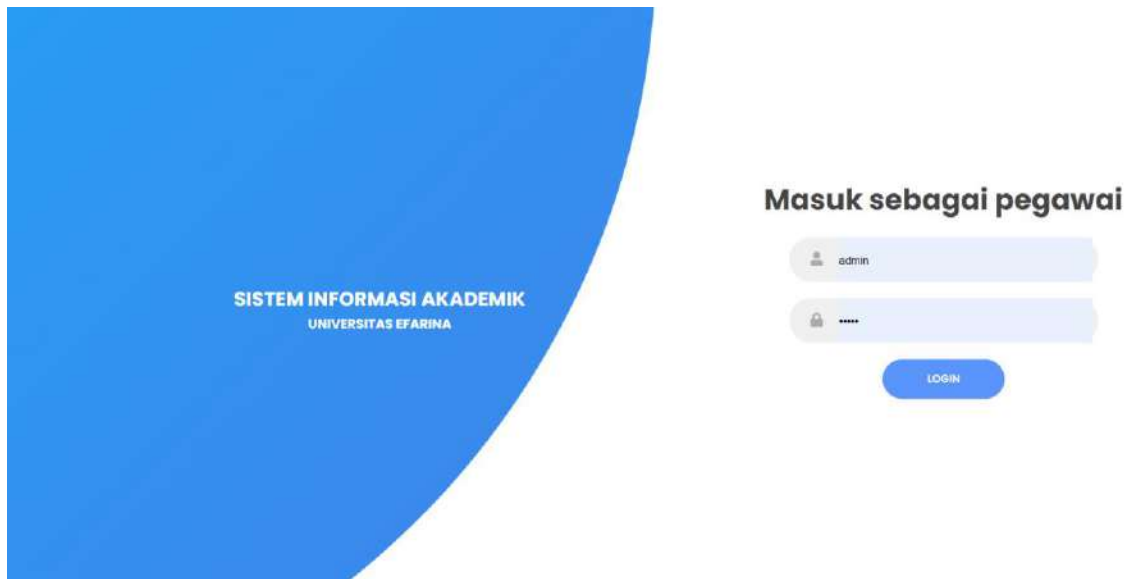 SISTEM INFORMASI AKADEMIK
UNIVERSITAS EFARINA
Masuk sebagai pegawai
admin
•••••
LOGIN